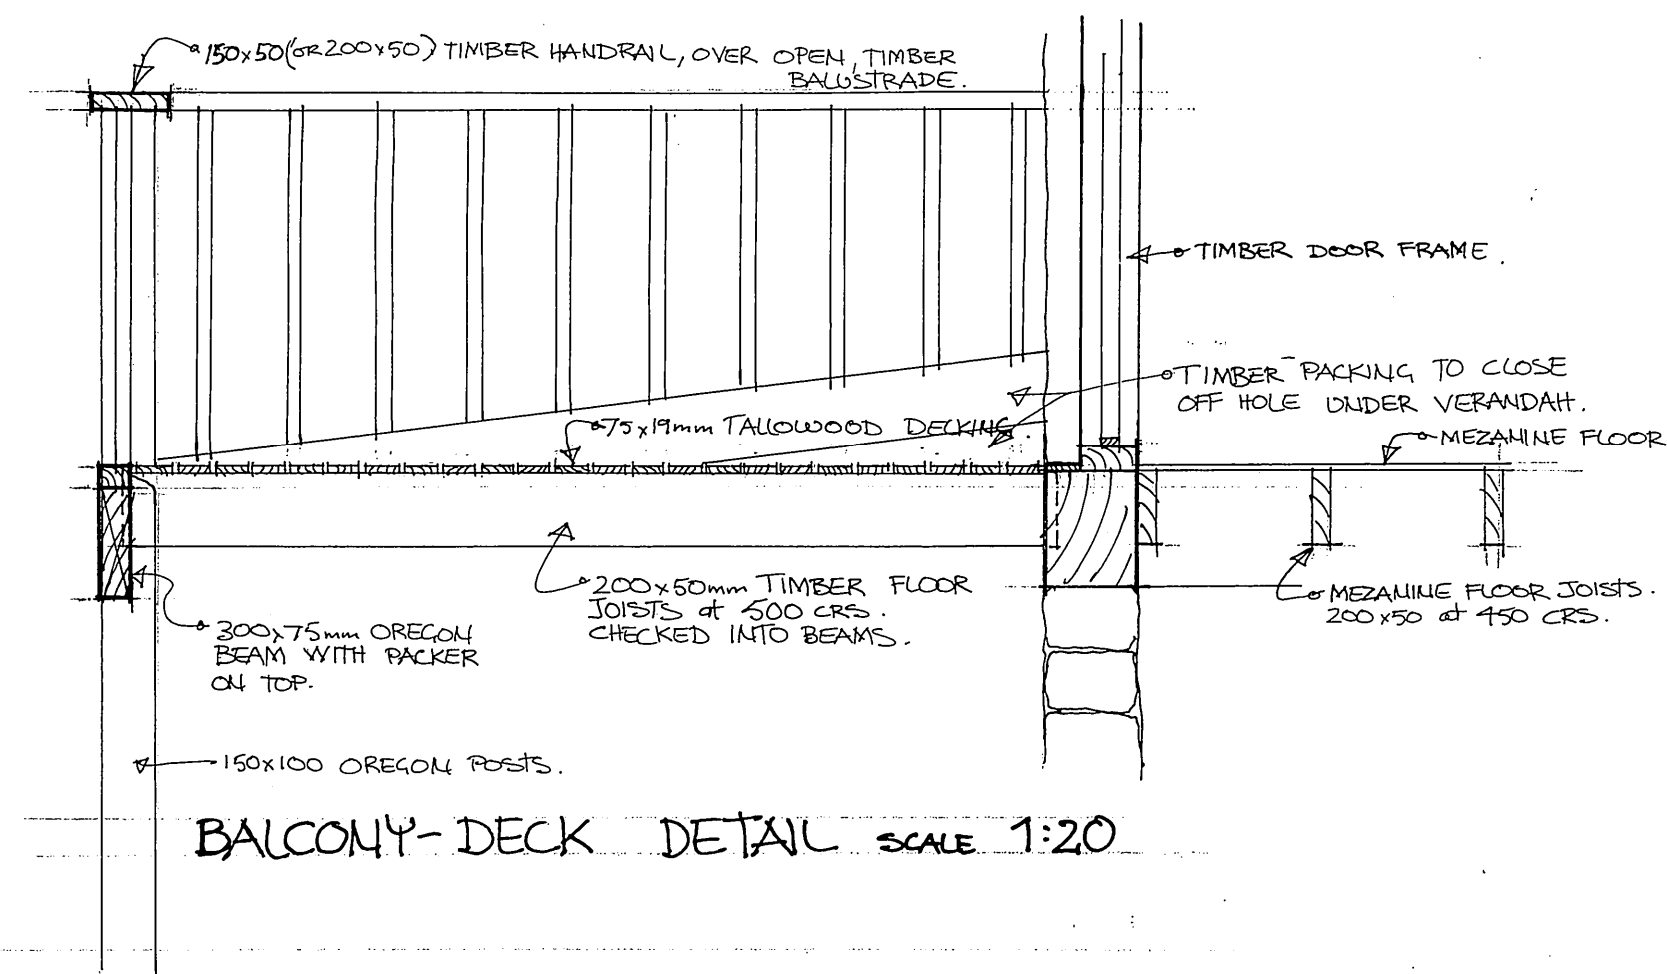 150x50 (OR 200x50) TIMBER HANDRAIL, OVER OPEN, TIMBER
BALUSTRADE.
TIMBER DOOR FRAME.
TIMBER PACKING TO CLOSE
OFF HOLE UNDER VERANDAH.
75x19mm TALLOWOOD DECKING.
MEZANINE FLOOR
200x50mm TIMBER FLOOR
JOISTS at 500 CRS.
CHECKED INTO BEAMS.
MEZANINE FLOOR JOISTS.
200x50 at 450 CRS.
300x75mm OREGON
BEAM WITH PACKER
ON TOP.
150x100 OREGON POSTS.
BALCONY-DECK DETAIL SCALE 1:20